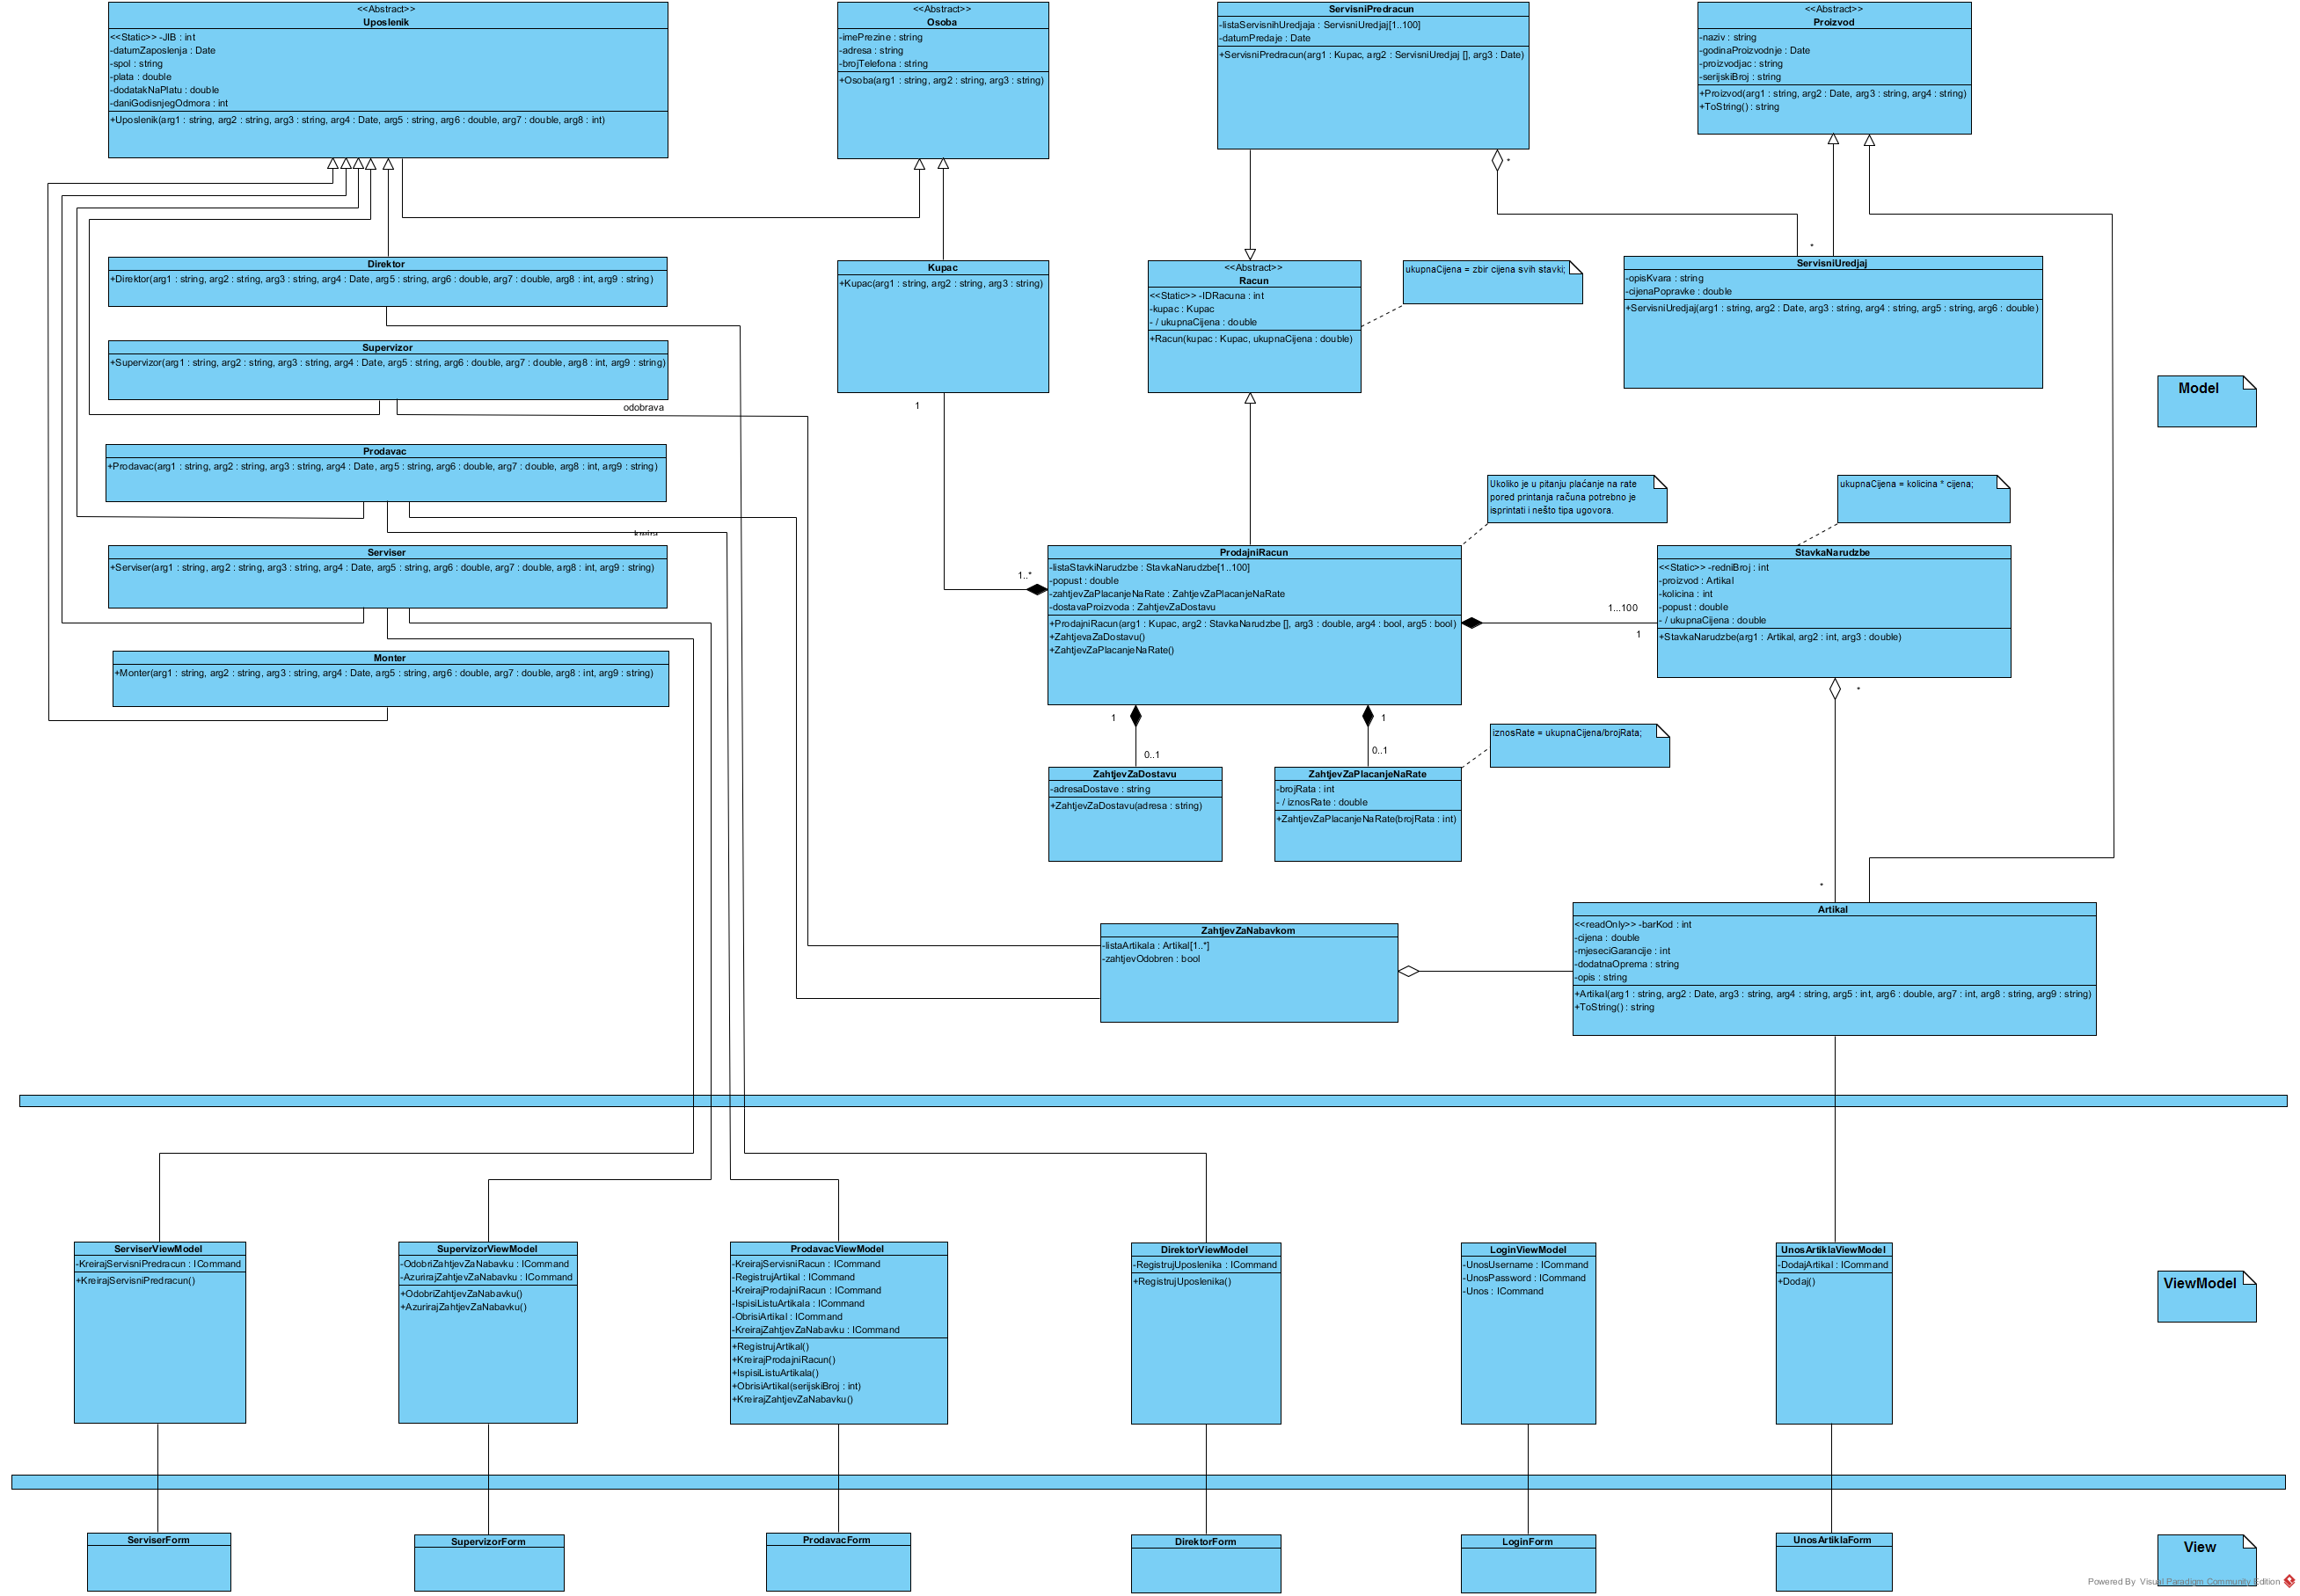 <<Abstract>>
Uposlenik
<<Static>> -JIB : int
-datumZaposlenja : Date
-spol : string
-plata : double
-dodatakNaPlatu : double
-daniGodisnjegOdmora : int
+Uposlenik(arg1 : string, arg2 : string, arg3 : string, arg4 : Date, arg5 : string, arg6 : double, arg7 : double, arg8 : int)
<<Abstract>>
Osoba
-imePrezine : string
-adresa : string
-brojTelefona : string
+Osoba(arg1 : string, arg2 : string, arg3 : string)
ServisniPredracun
-listaServisnihUredjaja : ServisniUredjaj[1..100]
-datumPredaje : Date
+ServisniPredracun(arg1 : Kupac, arg2 : ServisniUredjaj [], arg3 : Date)
*
<<Abstract>>
Proizvod
-naziv : string
-godinaProizvodnje : Date
-proizvodjac : string
-serijskiBroj : string
+Proizvod(arg1 : string, arg2 : Date, arg3 : string, arg4 : string)
+ToString() : string
*
Direktor
+Direktor(arg1 : string, arg2 : string, arg3 : string, arg4 : Date, arg5 : string, arg6 : double, arg7 : double, arg8 : int, arg9 : string)
Kupac
+Kupac(arg1 : string, arg2 : string, arg3 : string)
1
<<Abstract>>
Racun
<<Static>> -IDRacuna : int
-kupac : Kupac
- / ukupnaCijena : double
+Racun(kupac : Kupac, ukupnaCijena : double)
ukupnaCijena = zbir cijena svih stavki;
ServisniUredjaj
-opisKvara : string
-cijenaPopravke : double
+ServisniUredjaj(arg1 : string, arg2 : Date, arg3 : string, arg4 : string, arg5 : string, arg6 : double)
Supervizor
+Supervizor(arg1 : string, arg2 : string, arg3 : string, arg4 : Date, arg5 : string, arg6 : double, arg7 : double, arg8 : int, arg9 : string)
odobrava
Model
Prodavac
+Prodavac(arg1 : string, arg2 : string, arg3 : string, arg4 : Date, arg5 : string, arg6 : double, arg7 : double, arg8 : int, arg9 : string)
Ukoliko je u pitanju plaćanje na rate
pored printanja računa potrebno je
isprintati i nešto tipa ugovora.
ukupnaCijena = kolicina * cijena;
Serviser
+Serviser(arg1 : string, arg2 : string, arg3 : string, arg4 : Date, arg5 : string, arg6 : double, arg7 : double, arg8 : int, arg9 : string)
1..*
ProdajniRacun
-listaStavkiNarudzbe : StavkaNarudzbe[1..100]
-popust : double
-zahtjevZaPlacanjeNaRate : ZahtjevZaPlacanjeNaRate
-dostavaProizvoda : ZahtjevZaDostavu
+ProdajniRacun(arg1 : Kupac, arg2 : StavkaNarudzbe [], arg3 : double, arg4 : bool, arg5 : bool)
+ZahtjevaZaDostavu()
+ZahtjevZaPlacanjeNaRate()
1...100
1
StavkaNarudzbe
<<Static>> -redniBroj : int
-proizvod : Artikal
-kolicina : int
-popust : double
- / ukupnaCijena : double
+StavkaNarudzbe(arg1 : Artikal, arg2 : int, arg3 : double)
Monter
+Monter(arg1 : string, arg2 : string, arg3 : string, arg4 : Date, arg5 : string, arg6 : double, arg7 : double, arg8 : int, arg9 : string)
1
1
*
0..1
0..1
iznosRate = ukupnaCijena/brojRata;
ZahtjevZaDostavu
-adresaDostave : string
+ZahtjevZaDostavu(adresa : string)
ZahtjevZaPlacanjeNaRate
-brojRata : int
- / iznosRate : double
+ZahtjevZaPlacanjeNaRate(brojRata : int)
*
ZahtjevZaNabavkom
-listaArtikala : Artikal[1..*]
-zahtjevOdobren : bool
Artikal
<<readOnly>> -barKod : int
-cijena : double
-mjeseciGarancije : int
-dodatnaOprema : string
-opis : string
+Artikal(arg1 : string, arg2 : Date, arg3 : string, arg4 : string, arg5 : int, arg6 : double, arg7 : int, arg8 : string, arg9 : string)
+ToString() : string
ServiserViewModel
-KreirajServisniPredracun : ICommand
+KreirajServisniPredracun()
SupervizorViewModel
-OdobriZahtjevZaNabavku : ICommand
-AzurirajZahtjevZaNabavku : ICommand
+OdobriZahtjevZaNabavku()
+AzurirajZahtjevZaNabavku()
ProdavacViewModel
-KreirajServisniRacun : ICommand
-RegistrujArtikal : ICommand
-KreirajProdajniRacun : ICommand
-IspisiListuArtikala : ICommand
-ObrisiArtikal : ICommand
-KreirajZahtjevZaNabavku : ICommand
+RegistrujArtikal()
+KreirajProdajniRacun()
+IspisiListuArtikala()
+ObrisiArtikal(serijskiBroj : int)
+KreirajZahtjevZaNabavku()
DirektorViewModel
-RegistrujUposlenika : ICommand
+RegistrujUposlenika()
LoginViewModel
-UnosUsername : ICommand
-UnosPassword : ICommand
-Unos : ICommand
UnosArtiklaViewModel
-DodajArtikal : ICommand
+Dodaj()
ViewModel
ServiserForm
SupervizorForm
ProdavacForm
DirektorForm
LoginForm
UnosArtiklaForm
View
Powered By Visual Paradigm Community Edition